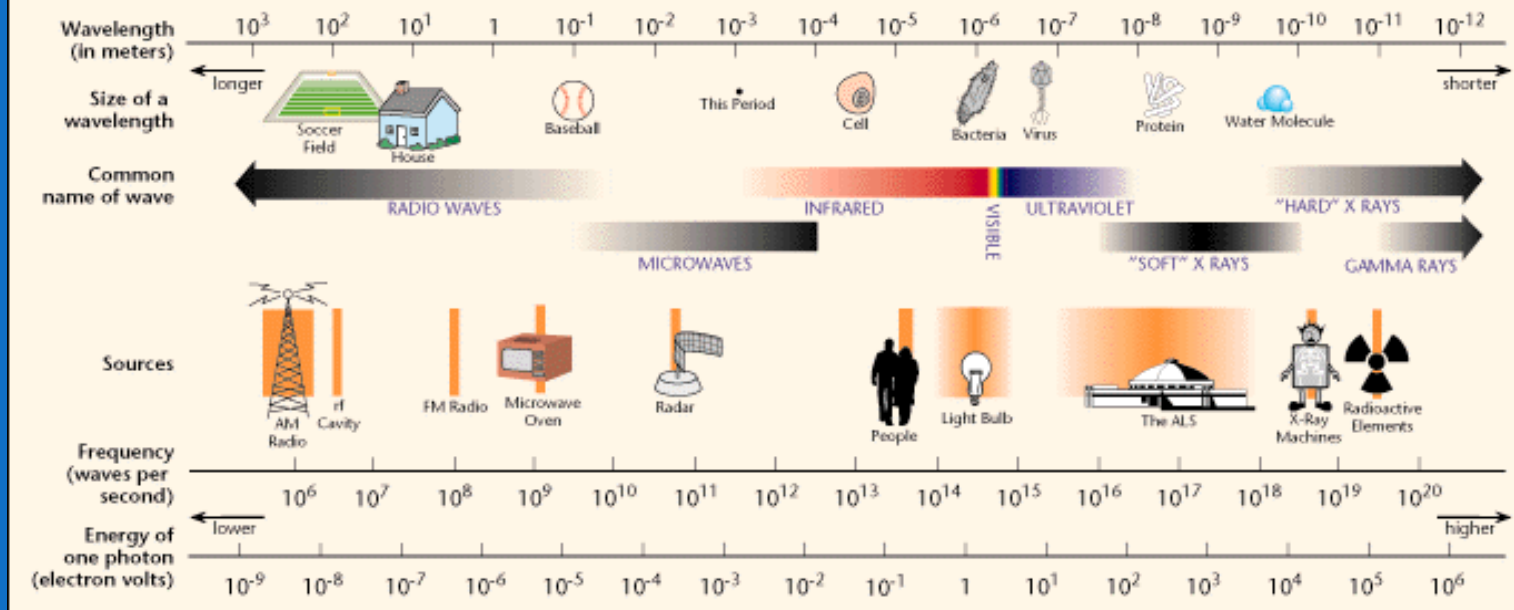 Wavelength
(in meters)
10³ 10² 10¹ 1 10⁻¹ 10⁻² 10⁻³ 10⁻⁴ 10⁻⁵ 10⁻⁶ 10⁻⁷ 10⁻⁸ 10⁻⁹ 10⁻¹⁰ 10⁻¹¹ 10⁻¹²
longer
shorter
Size of a
wavelength
Soccer
Field
House
Baseball
This Period
Cell
Bacteria
Virus
Protein
Water Molecule
Common
name of wave
RADIO WAVES
INFRARED
VISIBLE
ULTRAVIOLET
"HARD" X RAYS
MICROWAVES
"SOFT" X RAYS
GAMMA RAYS
Sources
AM
Radio
rf
Cavity
FM Radio
Microwave
Oven
Radar
People
Light Bulb
The ALS
X-Ray
Machines
Radioactive
Elements
Frequency
(waves per
second)
10⁶ 10⁷ 10⁸ 10⁹ 10¹⁰ 10¹¹ 10¹² 10¹³ 10¹⁴ 10¹⁵ 10¹⁶ 10¹⁷ 10¹⁸ 10¹⁹ 10²⁰
lower
higher
Energy of
one photon
(electron volts)
10⁻⁹ 10⁻⁸ 10⁻⁷ 10⁻⁶ 10⁻⁵ 10⁻⁴ 10⁻³ 10⁻² 10⁻¹ 1 10¹ 10² 10³ 10⁴ 10⁵ 10⁶